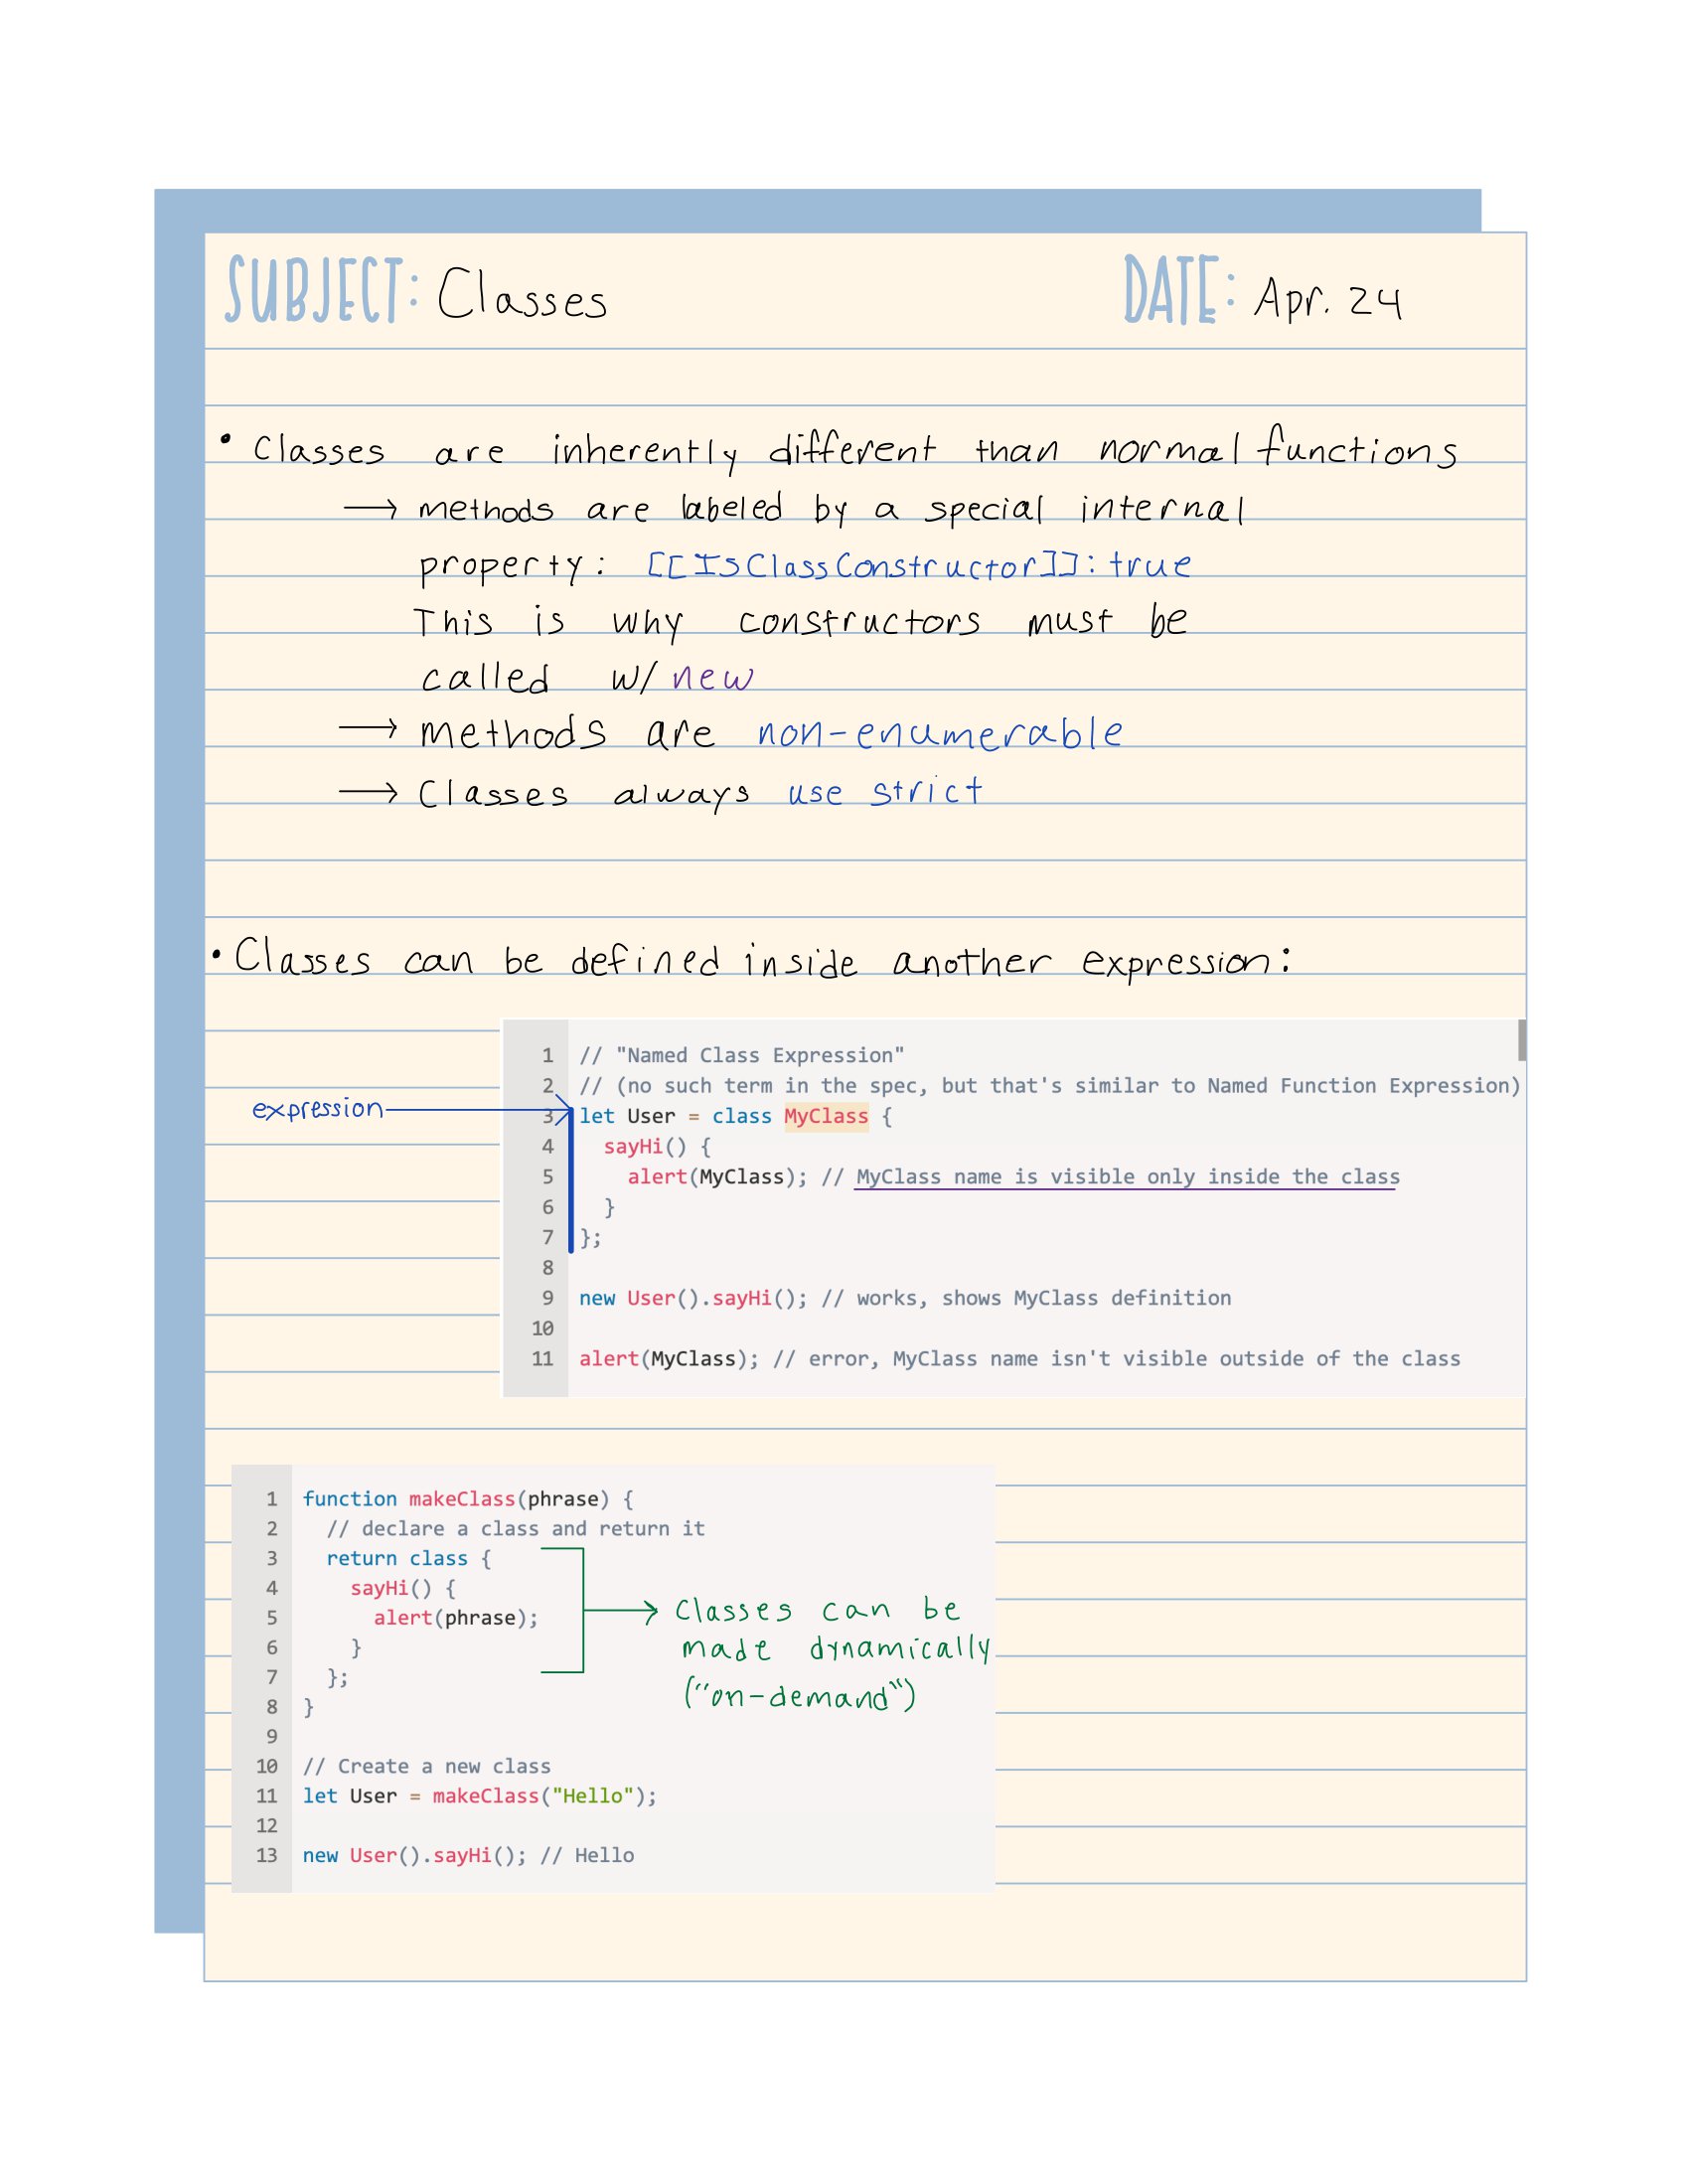 SUBJECT: Classes DATE: Apr. 24
• Classes are inherently different than normal functions
→ methods are labeled by a special internal
property: [[IsClassConstructor]]: true
This is why constructors must be
called w/ new
→ methods are non-enumerable
→ Classes always use strict
• Classes can be defined inside another expression:
1 // "Named Class Expression"
2 // (no such term in the spec, but that's similar to Named Function Expression)
expression
3 let User = class MyClass {
4 sayHi() {
5 alert(MyClass); // MyClass name is visible only inside the class
6 }
7 };
8
9 new User().sayHi(); // works, shows MyClass definition
10
11 alert(MyClass); // error, MyClass name isn't visible outside of the class
1 function makeClass(phrase) {
2 // declare a class and return it
3 return class {
4 sayHi() {
5 alert(phrase);
6 }
7 };
8 }
9
10 // Create a new class
11 let User = makeClass("Hello");
12
13 new User().sayHi(); // Hello
→ Classes can be
made dynamically
("on-demand")